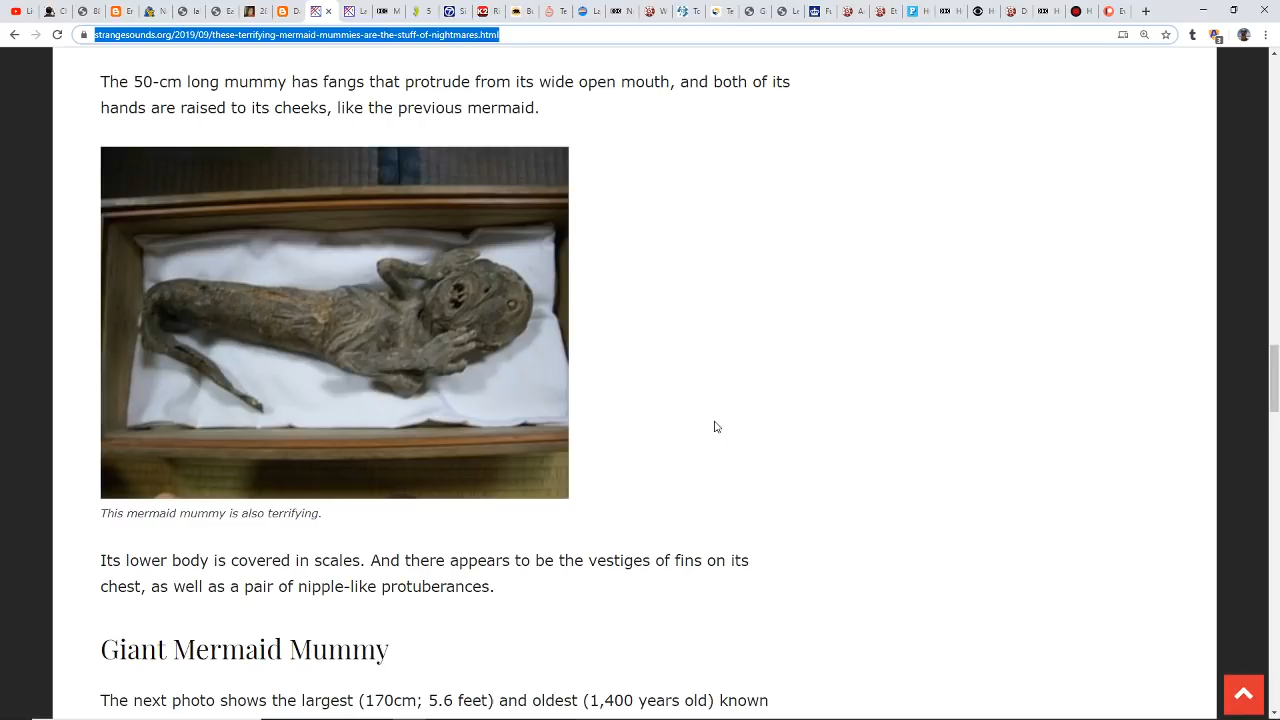 strangesounds.org/2019/09/these-terrifying-mermaid-mummies-are-the-stuff-of-nightmares.html
The 50-cm long mummy has fangs that protrude from its wide open mouth, and both of its
hands are raised to its cheeks, like the previous mermaid.
This mermaid mummy is also terrifying.
Its lower body is covered in scales. And there appears to be the vestiges of fins on its
chest, as well as a pair of nipple-like protuberances.
Giant Mermaid Mummy
The next photo shows the largest (170cm; 5.6 feet) and oldest (1,400 years old) known